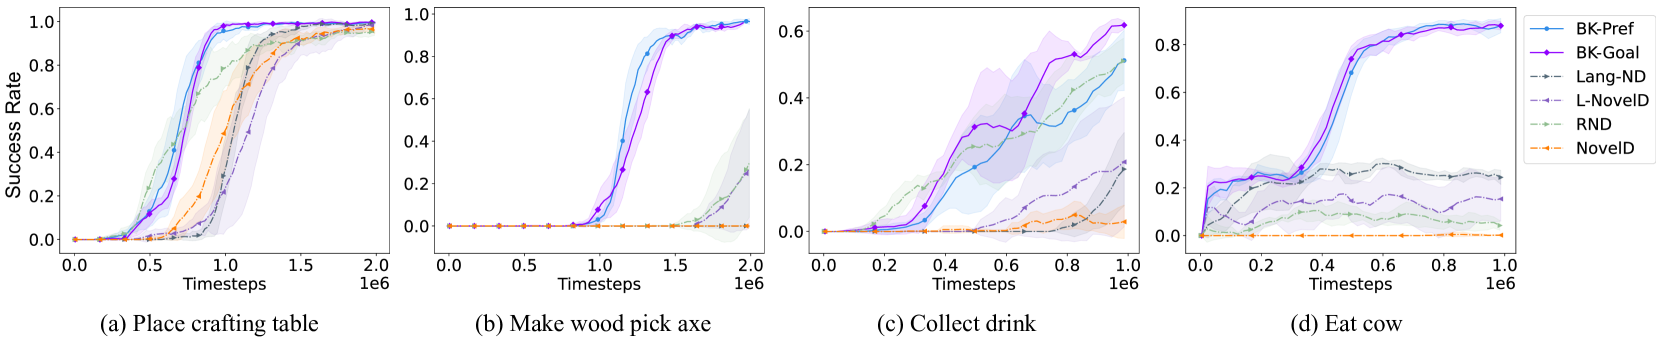 Success Rate
1.0
0.8
0.6
0.4
0.2
0.0
0.0 0.5 1.0 1.5 2.0
Timesteps 1e6
(a) Place crafting table
1.0
0.8
0.6
0.4
0.2
0.0
0.0 0.5 1.0 1.5 2.0
Timesteps 1e6
(b) Make wood pick axe
0.6
0.4
0.2
0.0
0.0 0.2 0.4 0.6 0.8 1.0
Timesteps 1e6
(c) Collect drink
0.8
0.6
0.4
0.2
0.0
0.0 0.2 0.4 0.6 0.8 1.0
Timesteps 1e6
(d) Eat cow
BK-Pref
BK-Goal
Lang-ND
L-NovelD
RND
NovelD